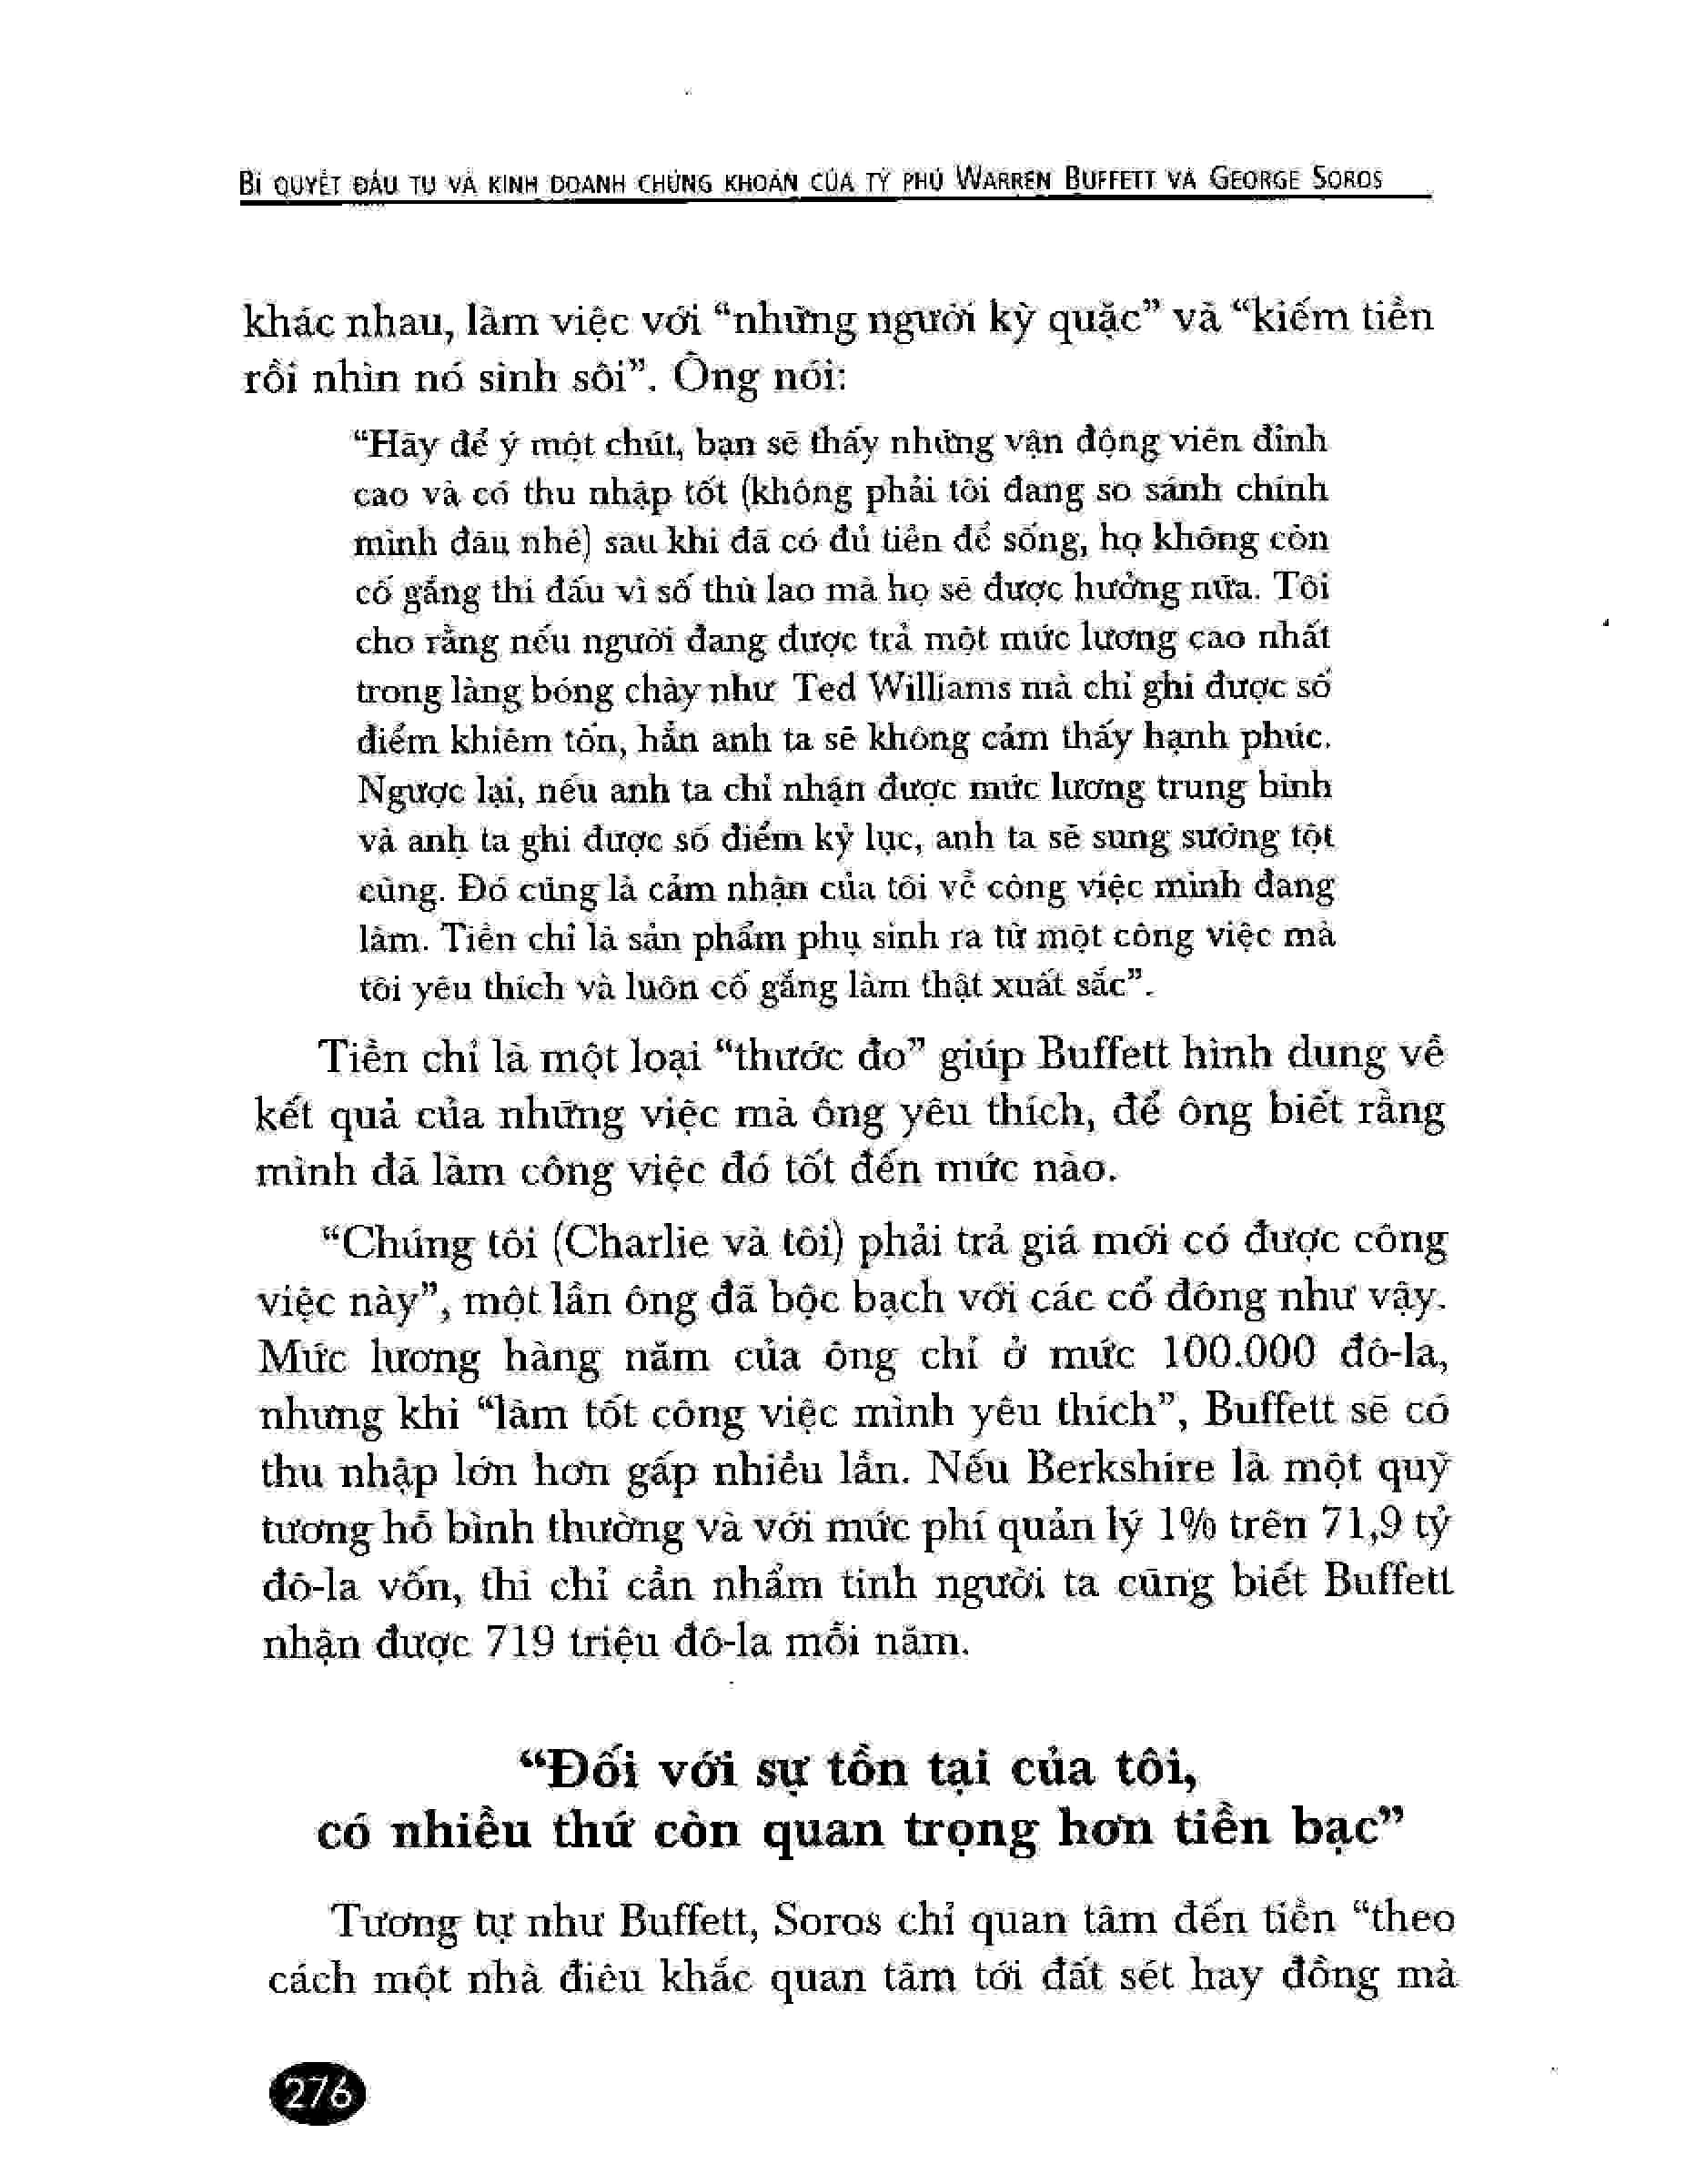 BÍ QUYẾT ĐẦU TƯ VÀ KINH DOANH CHỨNG KHOÁN CỦA TỶ PHÚ WARREN BUFFETT VÀ GEORGE SOROS
khác nhau, làm việc với “những người kỳ quặc” và “kiếm tiền
rồi nhìn nó sinh sôi”. Ông nói:
“Hãy để ý một chút, bạn sẽ thấy những vận động viên đỉnh
cao và có thu nhập tốt (không phải tôi đang so sánh chính
mình đâu nhé) sau khi đã có đủ tiền để sống, họ không còn
cố gắng thi đấu vì số thù lao mà họ sẽ được hưởng nữa. Tôi
cho rằng nếu người đang được trả một mức lương cao nhất
trong làng bóng chày như Ted Williams mà chỉ ghi được số
điểm khiêm tốn, hẳn anh ta sẽ không cảm thấy hạnh phúc.
Ngược lại, nếu anh ta chỉ nhận được mức lương trung bình
và anh ta ghi được số điểm kỷ lục, anh ta sẽ sung sướng tột
cùng. Đó cũng là cảm nhận của tôi về công việc mình đang
làm. Tiền chỉ là sản phẩm phụ sinh ra từ một công việc mà
tôi yêu thích và luôn cố gắng làm thật xuất sắc”.
Tiền chỉ là một loại “thước đo” giúp Buffett hình dung về
kết quả của những việc mà ông yêu thích, để ông biết rằng
mình đã làm công việc đó tốt đến mức nào.
“Chúng tôi (Charlie và tôi) phải trả giá mới có được công
việc này”, một lần ông đã bộc bạch với các cổ đông như vậy.
Mức lương hàng năm của ông chỉ ở mức 100.000 đô-la,
nhưng khi “làm tốt công việc mình yêu thích”, Buffett sẽ có
thu nhập lớn hơn gấp nhiều lần. Nếu Berkshire là một quỹ
tương hỗ bình thường và với mức phí quản lý 1% trên 71,9 tỷ
đô-la vốn, thì chỉ cần nhẩm tính người ta cũng biết Buffett
nhận được 719 triệu đô-la mỗi năm.
“Đối với sự tồn tại của tôi,
có nhiều thứ còn quan trọng hơn tiền bạc”
Tương tự như Buffett, Soros chỉ quan tâm đến tiền “theo
cách một nhà điêu khắc quan tâm tới đất sét hay đồng mà
276